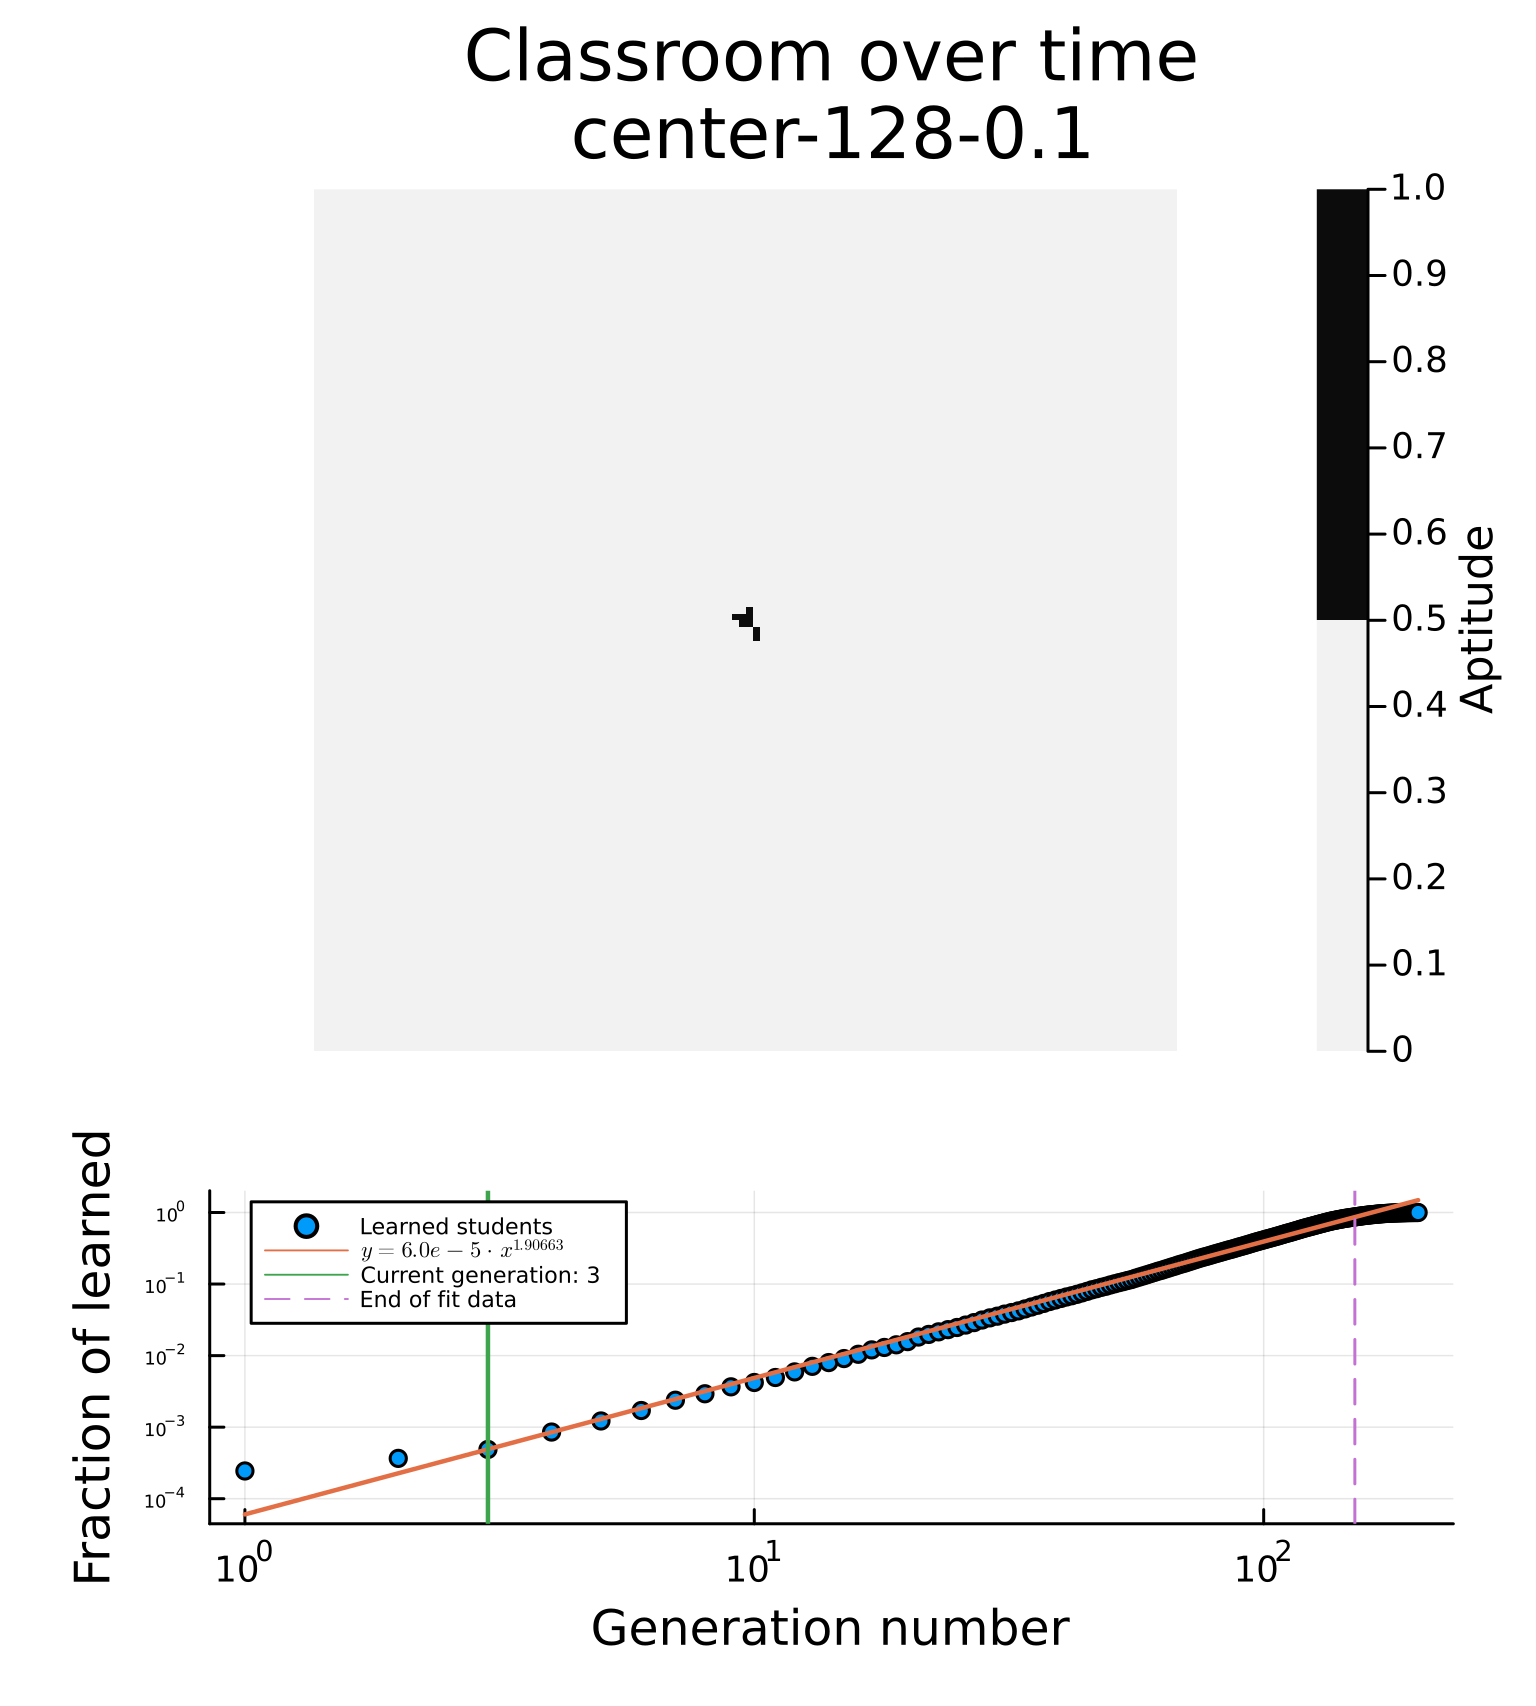 Classroom over time
center-128-0.1
1.0
0.9
0.8
0.7
0.6
0.5
0.4
0.3
0.2
0.1
0
Aptitude
Fraction of learned
10^0
10^−1
10^−2
10^−3
10^−4
Learned students
y = 6.0e − 5 · x^1.90663
Current generation: 3
End of fit data
10^0
10^1
10^2
Generation number